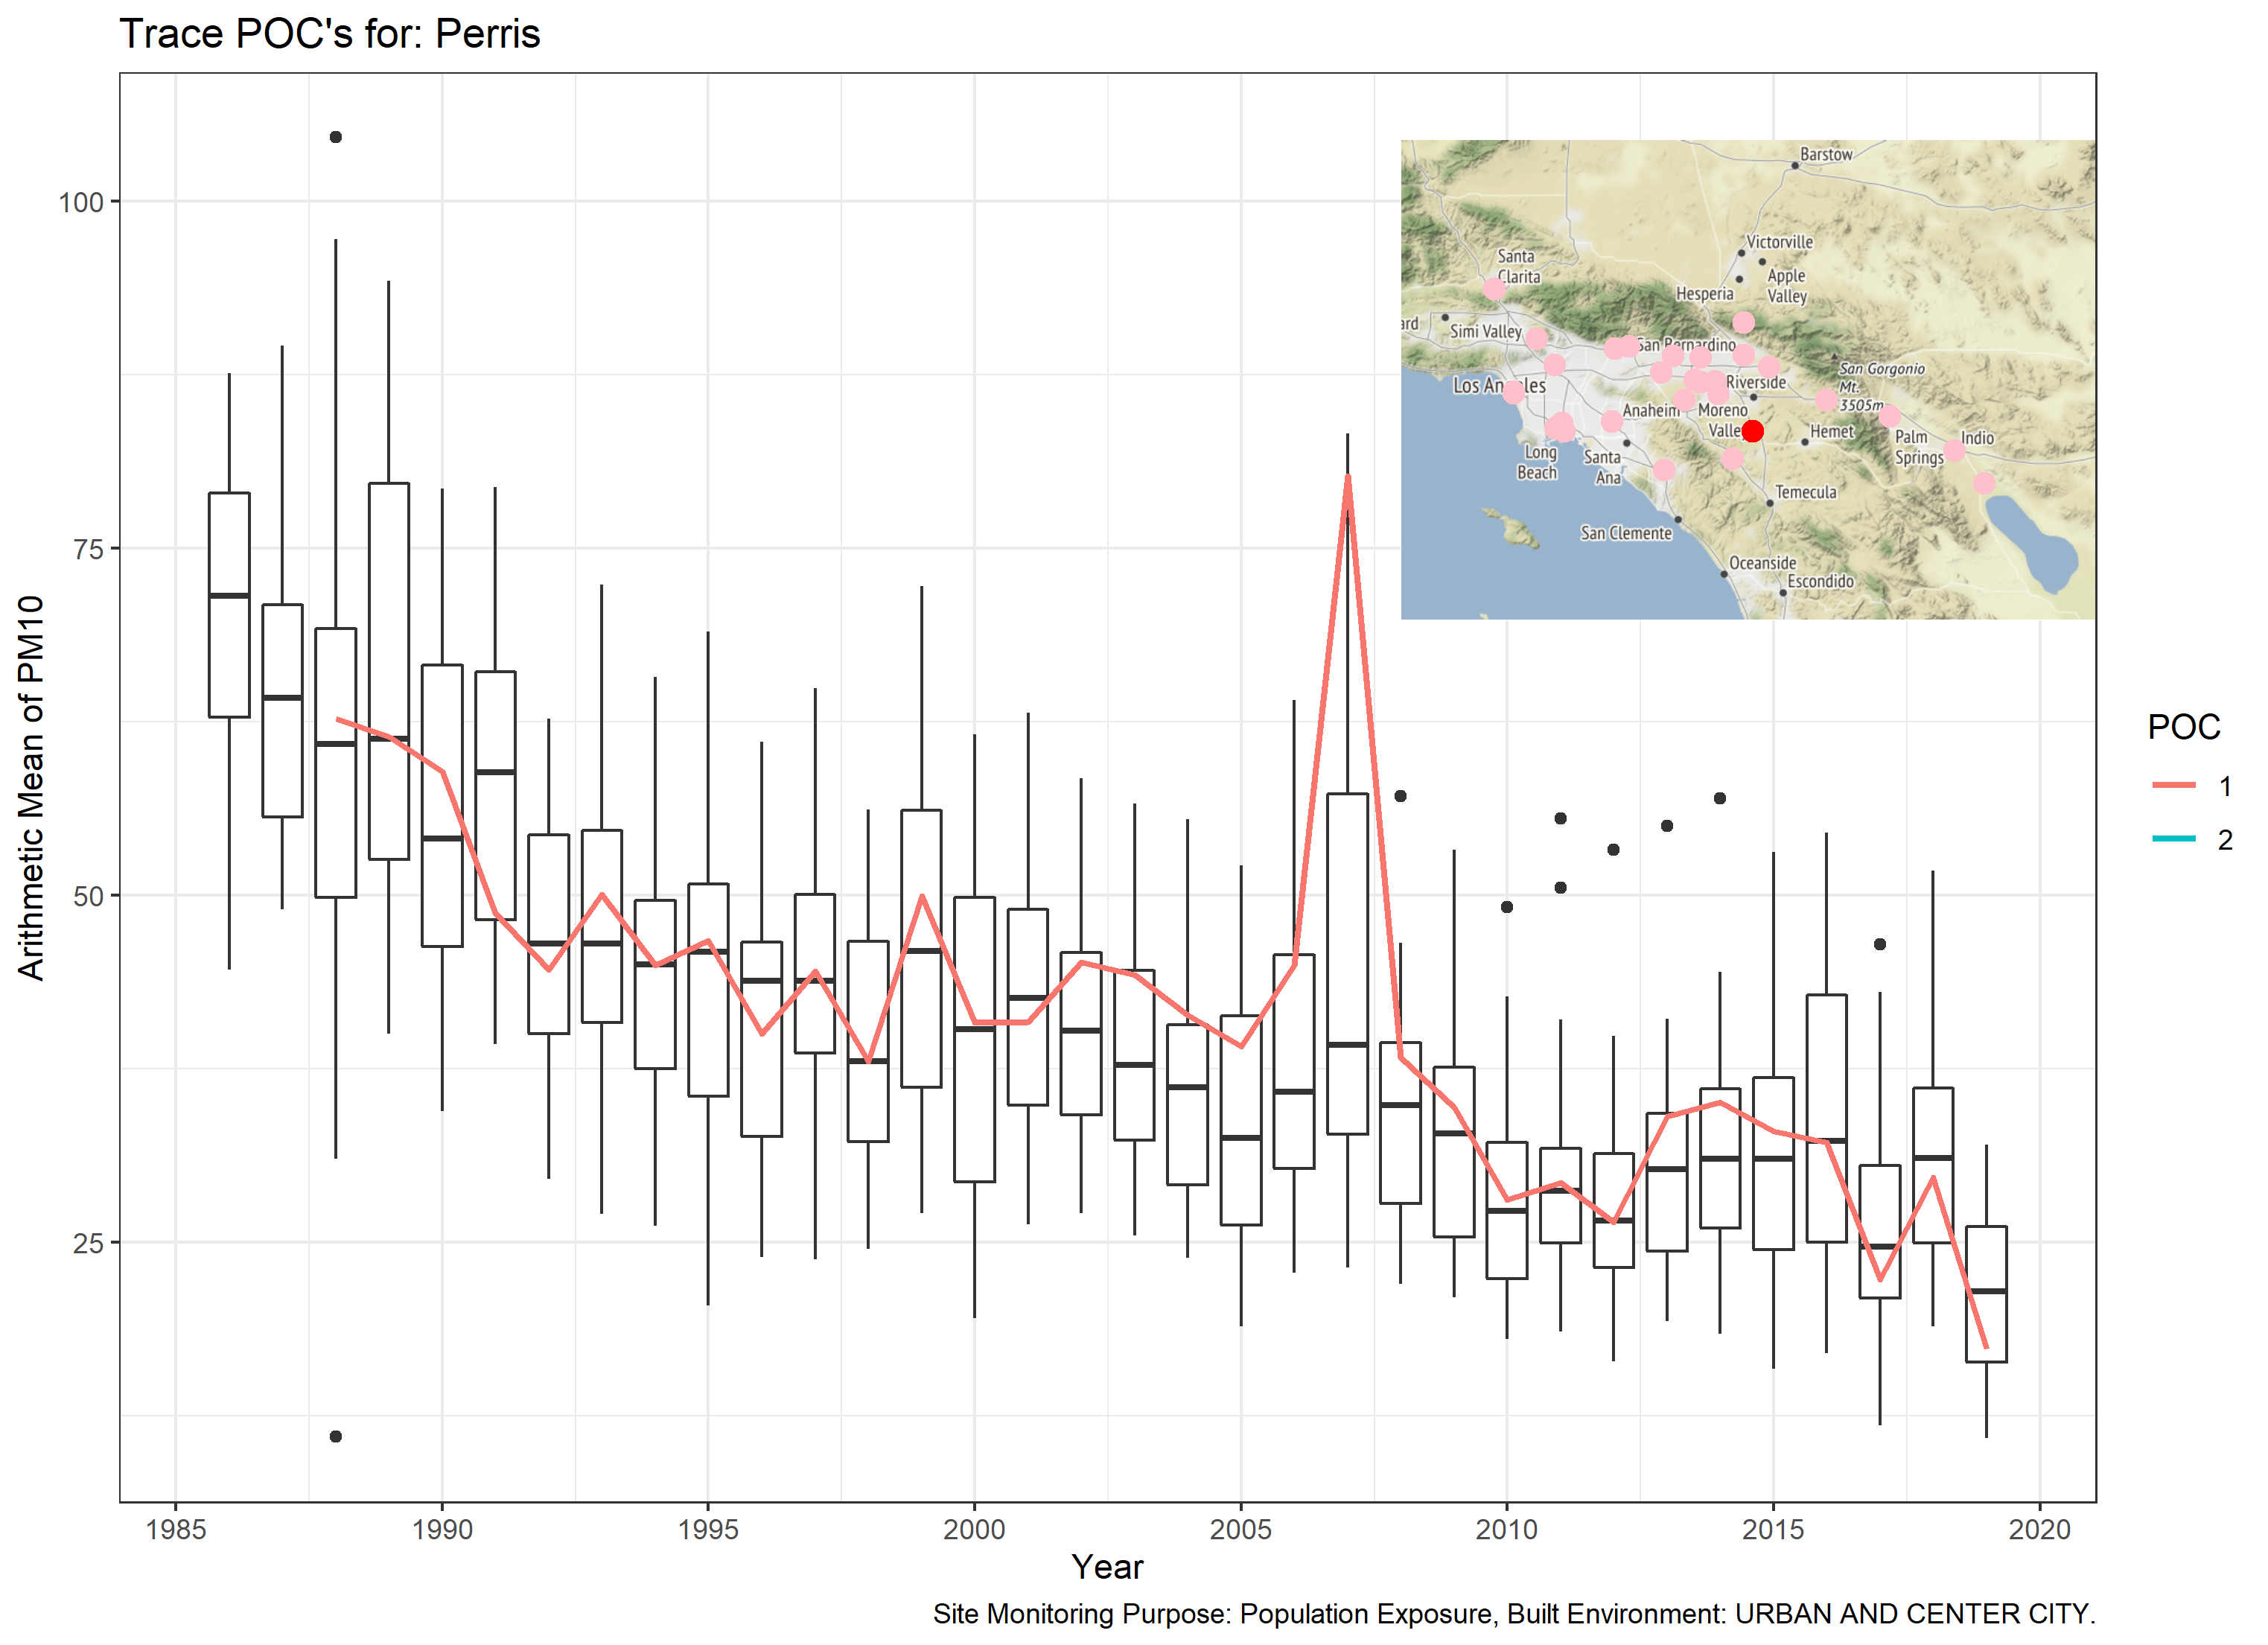 Trace POC's for: Perris
Arithmetic Mean of PM10
100
75
50
25
Barstow
Victorville
Apple
Valley
Hesperia
Santa
Clarita
ard
Simi Valley
San Bernardino
San Gorgonio
Mt.
3505m
Los Angeles
Riverside
Anaheim
Moreno
Valley
Hemet
Palm
Springs
Indio
Long
Beach
Santa
Ana
Temecula
San Clemente
Oceanside
Escondido
POC
1
2
1985 1990 1995 2000 2005 2010 2015 2020
Year
Site Monitoring Purpose: Population Exposure, Built Environment: URBAN AND CENTER CITY.